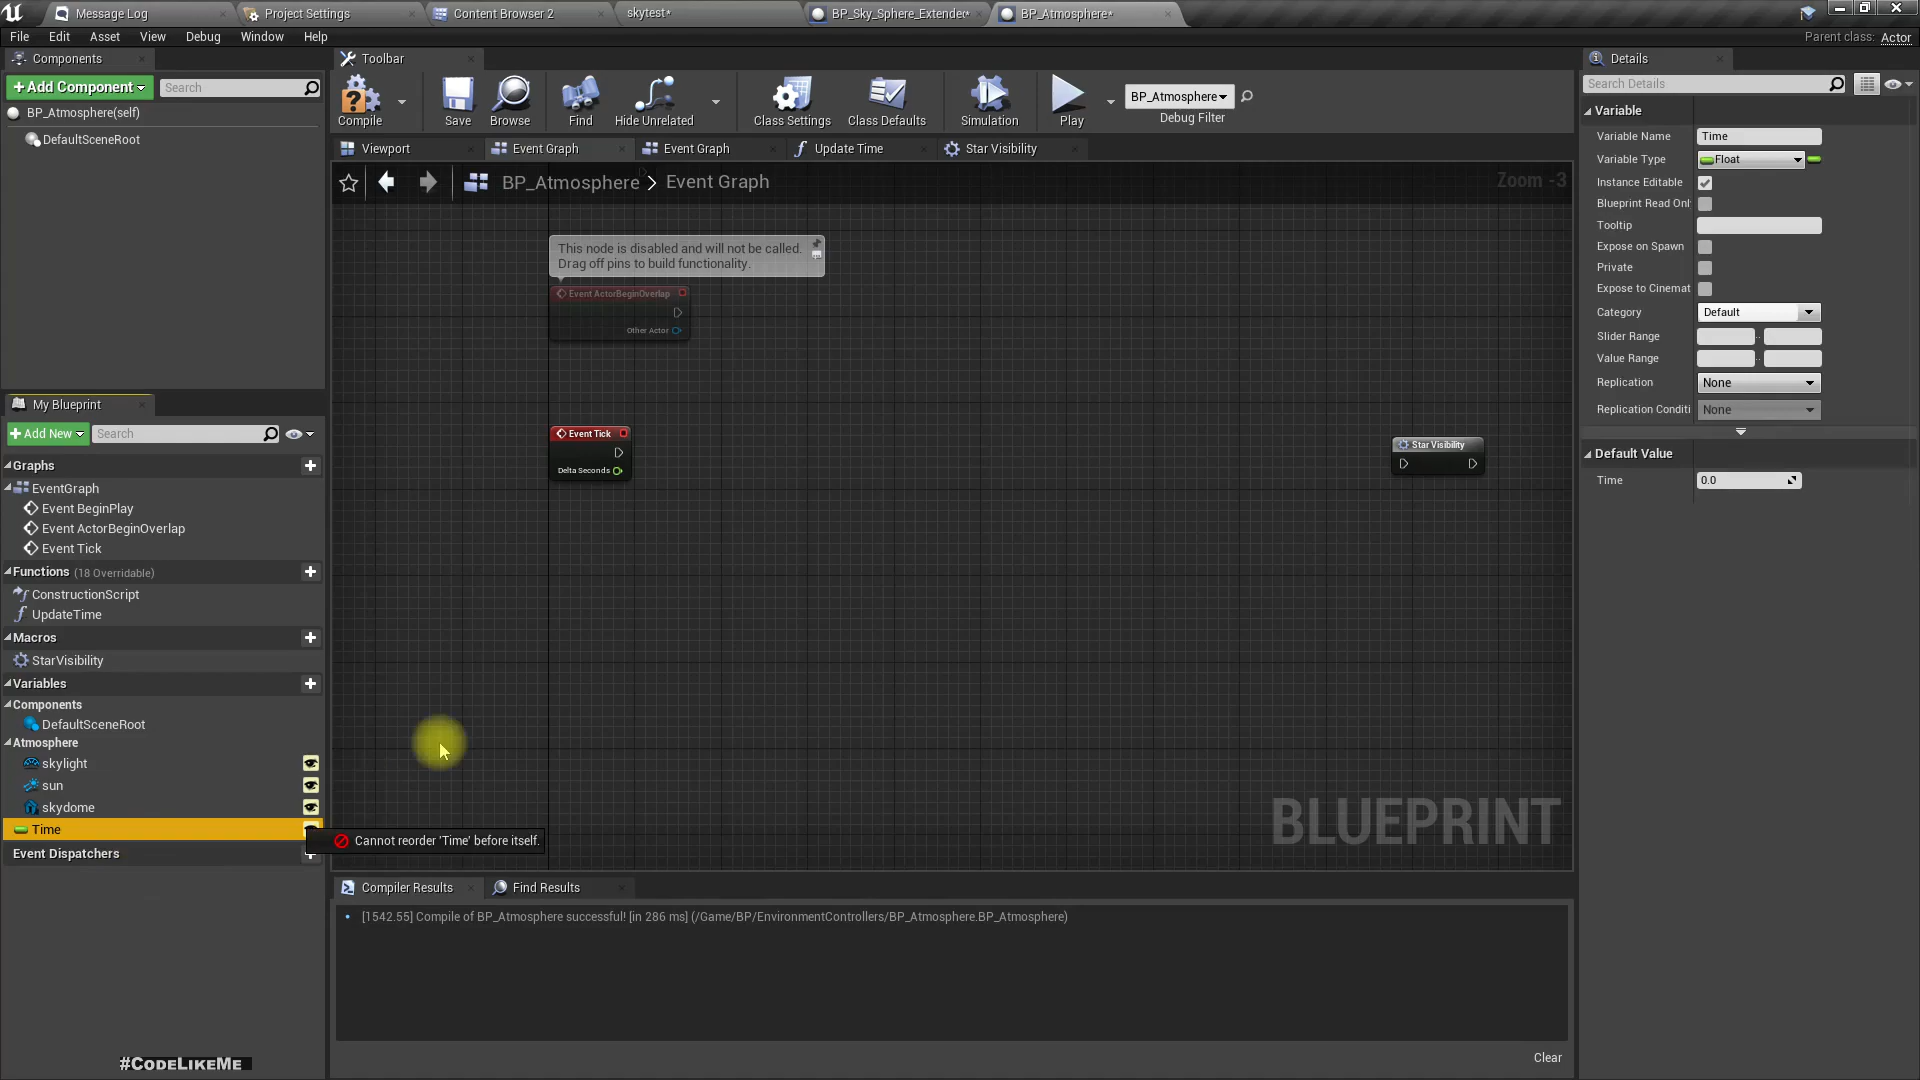 Message Log
Project Settings
Content Browser 2
skytest*
BP_Sky_Sphere_Extended*
BP_Atmosphere*
File Edit Asset View Debug Window Help
Parent class: Actor
Components
Toolbar
Details
Add Component
Search
BP_Atmosphere(self)
DefaultSceneRoot
Compile
Save
Browse
Find
Hide Unrelated
Class Settings
Class Defaults
Simulation
Play
BP_Atmosphere
Debug Filter
Viewport
Event Graph
Event Graph
Update Time
Star Visibility
BP_Atmosphere > Event Graph
Zoom -3
This node is disabled and will not be called.
Drag off pins to build functionality.
Event ActorBeginOverlap
Other Actor
Event Tick
Delta Seconds
Star Visibility
BLUEPRINT
My Blueprint
Add New
Search
Graphs
EventGraph
Event BeginPlay
Event ActorBeginOverlap
Event Tick
Functions (18 Overridable)
ConstructionScript
UpdateTime
Macros
StarVisibility
Variables
Components
DefaultSceneRoot
Atmosphere
skylight
sun
skydome
Time
Cannot reorder 'Time' before itself.
Event Dispatchers
#CodeLikeMe
Compiler Results
Find Results
[1542.55] Compile of BP_Atmosphere successful! [in 286 ms] (/Game/BP/EnvironmentControllers/BP_Atmosphere.BP_Atmosphere)
Clear
Search Details
Variable
Variable Name Time
Variable Type Float
Instance Editable
Blueprint Read Onl
Tooltip
Expose on Spawn
Private
Expose to Cinemat
Category Default
Slider Range
Value Range
Replication None
Replication Conditi None
Default Value
Time 0.0